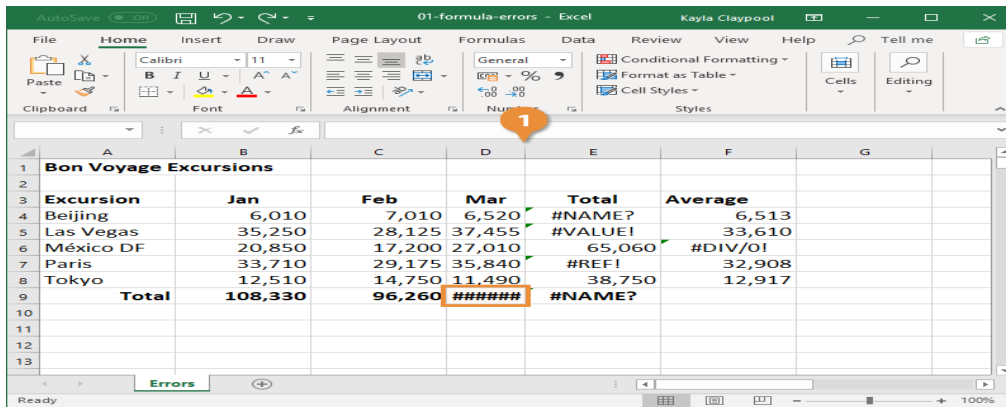 AutoSave Off 01-formula-errors - Excel Kayla Claypool
File Home Insert Draw Page Layout Formulas Data Review View Help Tell me
Calibri 11 General Conditional Formatting
Paste B I U A^ A˅ % 9 Format as Table Cells Editing
A Cell Styles
Clipboard Font Alignment Number Styles
1
fx
A B C D E F G
1 Bon Voyage Excursions
2
3 Excursion Jan Feb Mar Total Average
4 Beijing 6,010 7,010 6,520 #NAME? 6,513
5 Las Vegas 35,250 28,125 37,455 #VALUE! 33,610
6 México DF 20,850 17,200 27,010 65,060 #DIV/0!
7 Paris 33,710 29,175 35,840 #REF! 32,908
8 Tokyo 12,510 14,750 11,490 38,750 12,917
9 Total 108,330 96,260 ###### #NAME?
10
11
12
13
Errors
Ready 100%